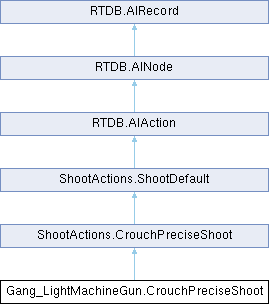 RTDB.AIRecord
RTDB.AINode
RTDB.AIAction
ShootActions.ShootDefault
ShootActions.CrouchPreciseShoot
Gang_LightMachineGun.CrouchPreciseShoot